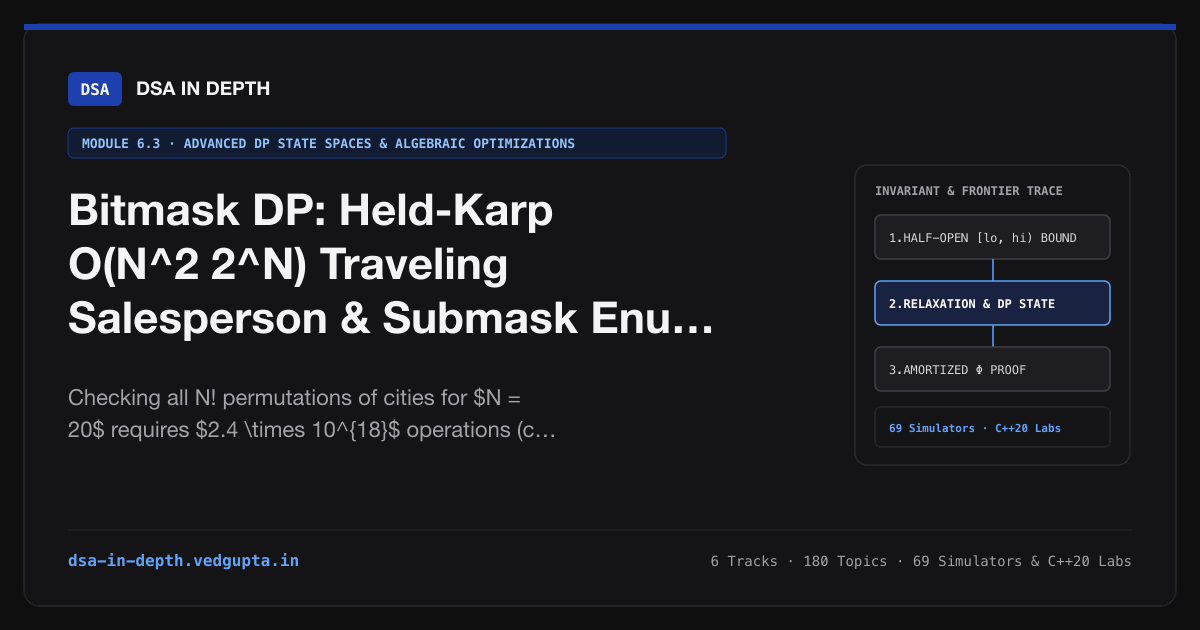 DSA
DSA IN DEPTH
MODULE 6.3 · ADVANCED DP STATE SPACES & ALGEBRAIC OPTIMIZATIONS
Bitmask DP: Held-Karp
O(N^2 2^N) Traveling
Salesperson & Submask Enu...
Checking all N! permutations of cities for $N =
20$ requires $2.4 \times 10^{18}$ operations (c...
INVARIANT & FRONTIER TRACE
1.HALF-OPEN [lo, hi) BOUND
2.RELAXATION & DP STATE
3.AMORTIZED Φ PROOF
69 Simulators · C++20 Labs
dsa-in-depth.vedgupta.in
6 Tracks · 180 Topics · 69 Simulators & C++20 Labs